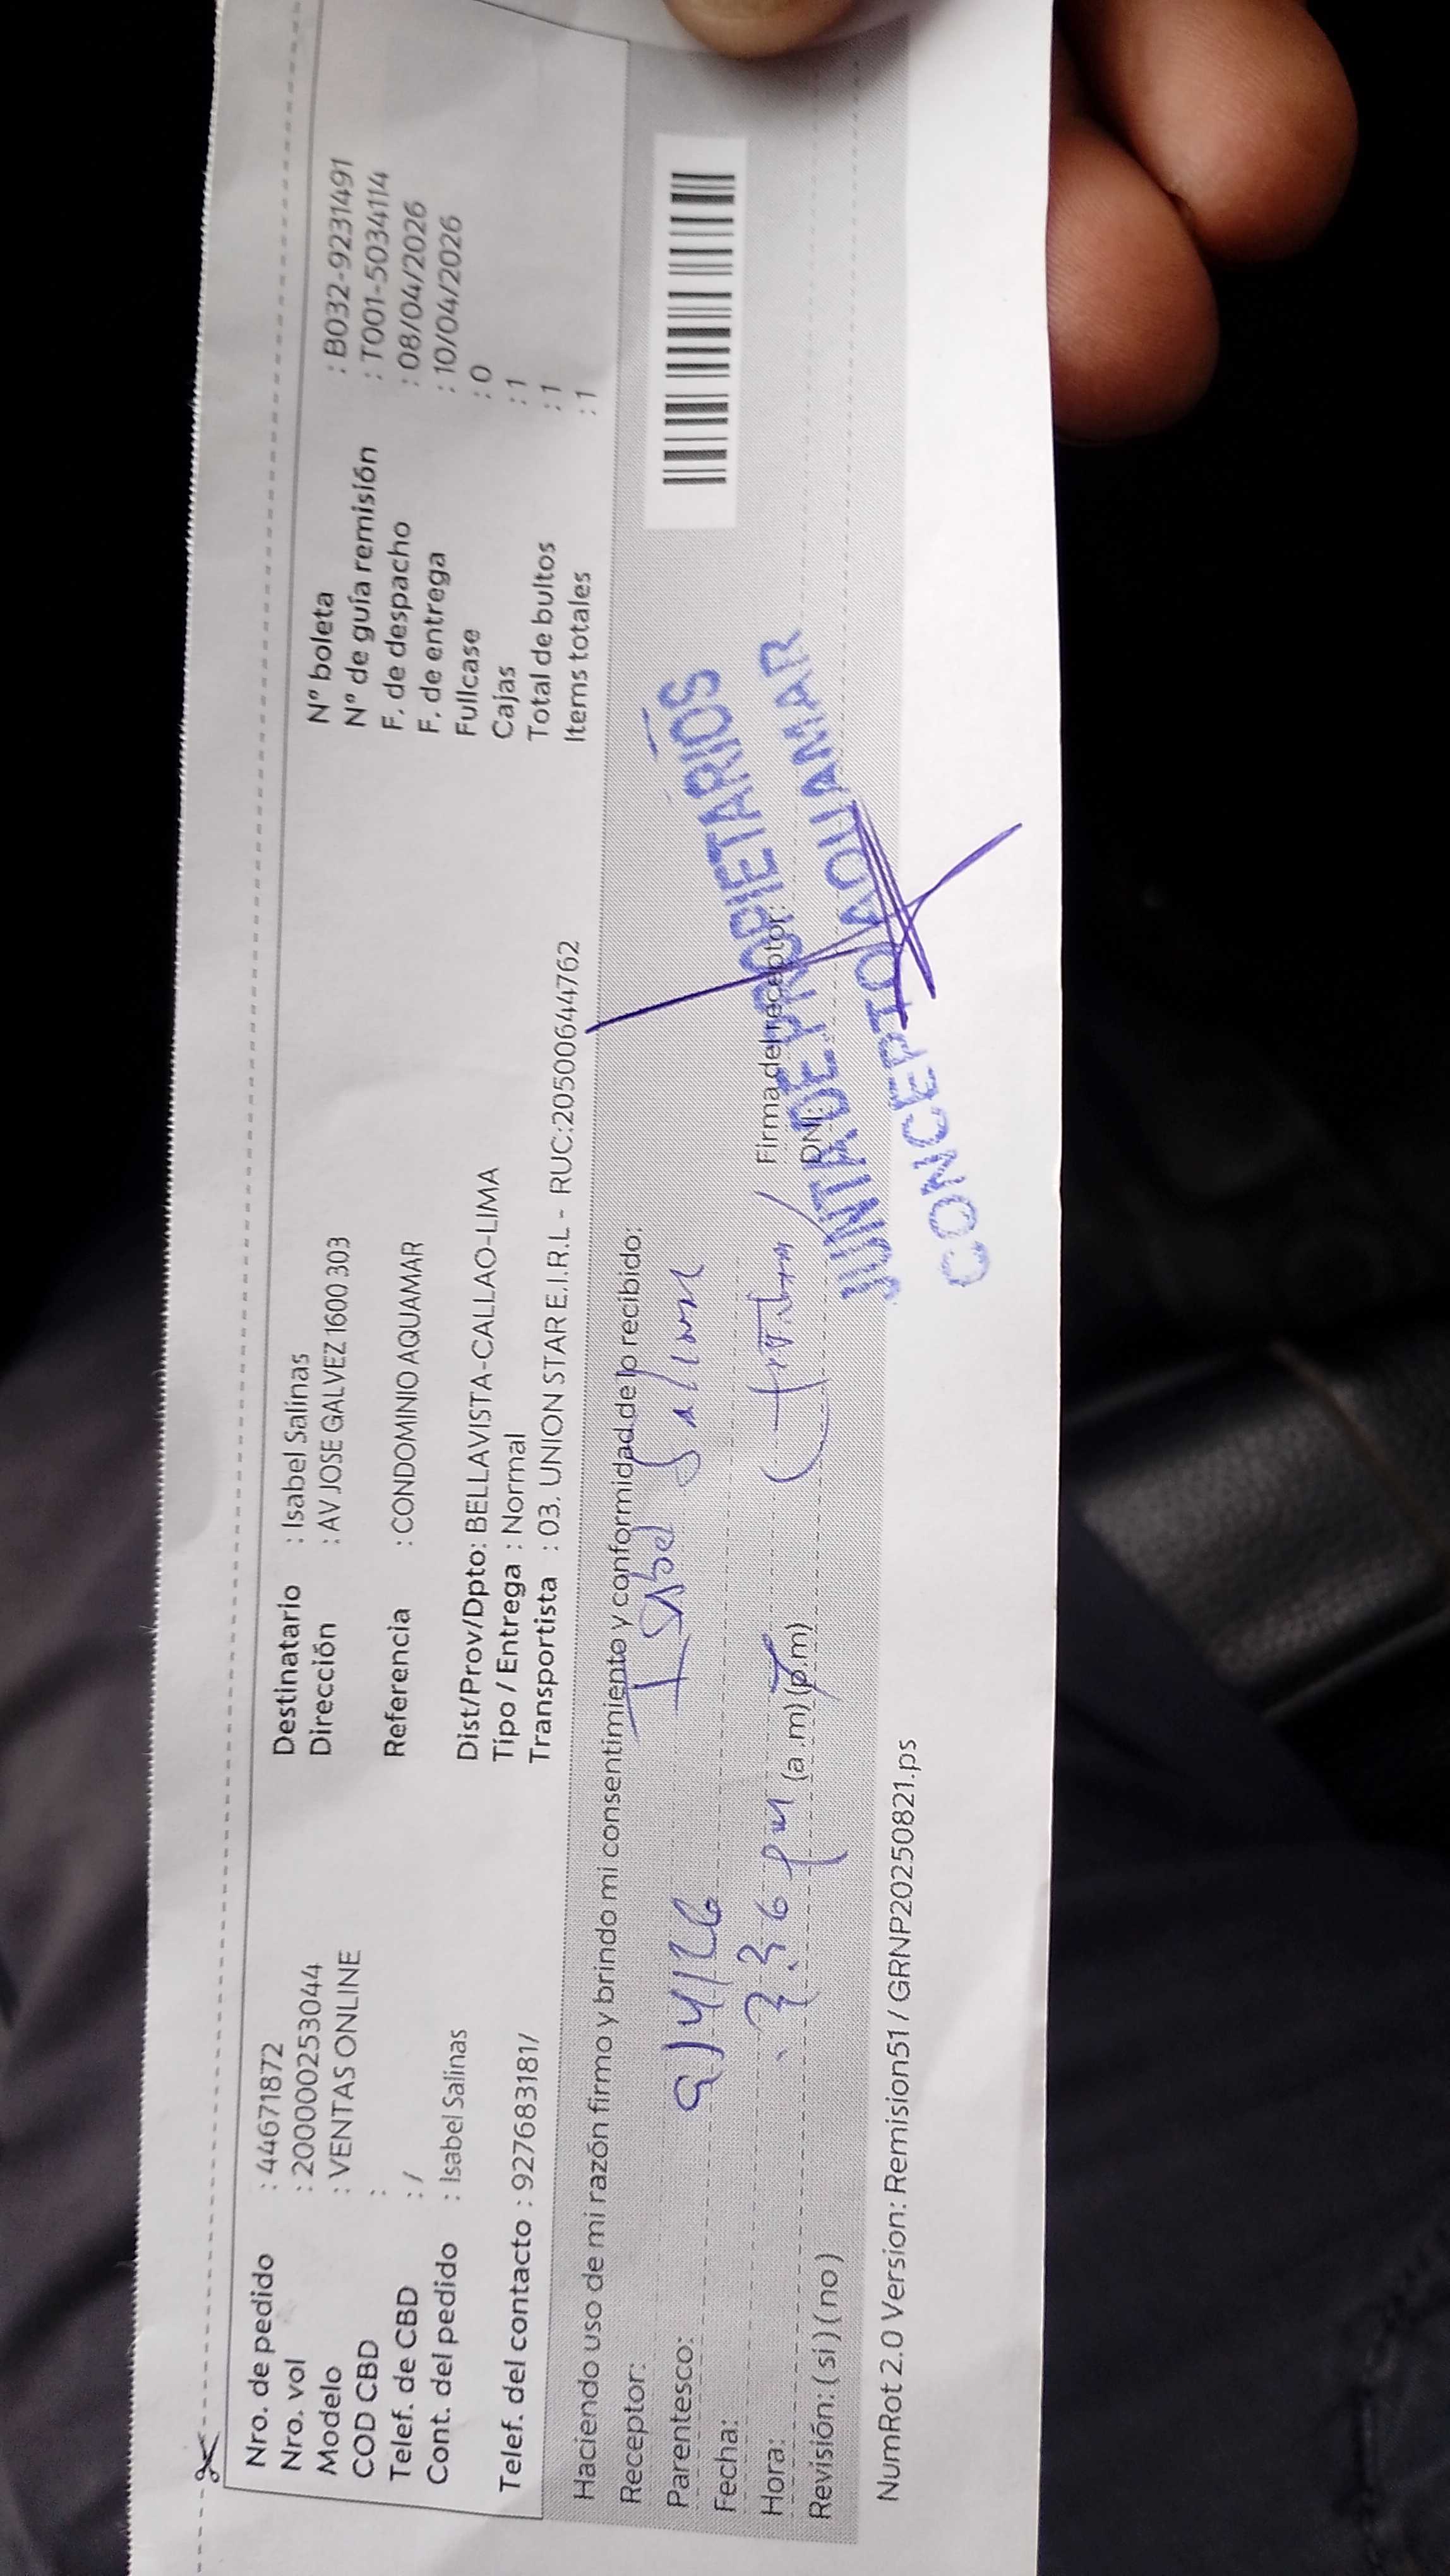 Nro. de pedido : 44671872
Nro. vol : 200000253044
Modelo : VENTAS ONLINE
COD CBD :
Telef. de CBD : /
Cont. del pedido : Isabel Salinas
Telef. del contacto : 927683181/
Destinatario : Isabel Salinas
Dirección : AV JOSE GALVEZ 1600 303
Referencia : CONDOMINIO AQUAMAR
Dist/Prov/Dpto: BELLAVISTA-CALLAO-LIMA
Tipo / Entrega : Normal
Transportista : 03. UNION STAR E.I.R.L - RUC:20500644762
Nº boleta : B032-9231491
Nº de guía remisión : T001-5034114
F. de despacho : 08/04/2026
F. de entrega : 10/04/2026
Fullcase : 0
Cajas : 1
Total de bultos : 1
Items totales : 1
Haciendo uso de mi razón firmo y brindo mi consentimiento y conformidad de lo recibido:
Receptor: Isabel
Parentesco:
Fecha: 9/4/26
Hora: 36 pm (a.m) (p.m)
Firma del receptor:
Revisión: (si) (no)
DNI
JUNTA DE PROPIETARIOS
CONCEPTO AQUAMAR
NumRot 2.0 Version: Remision51 / GRNP20250821.ps